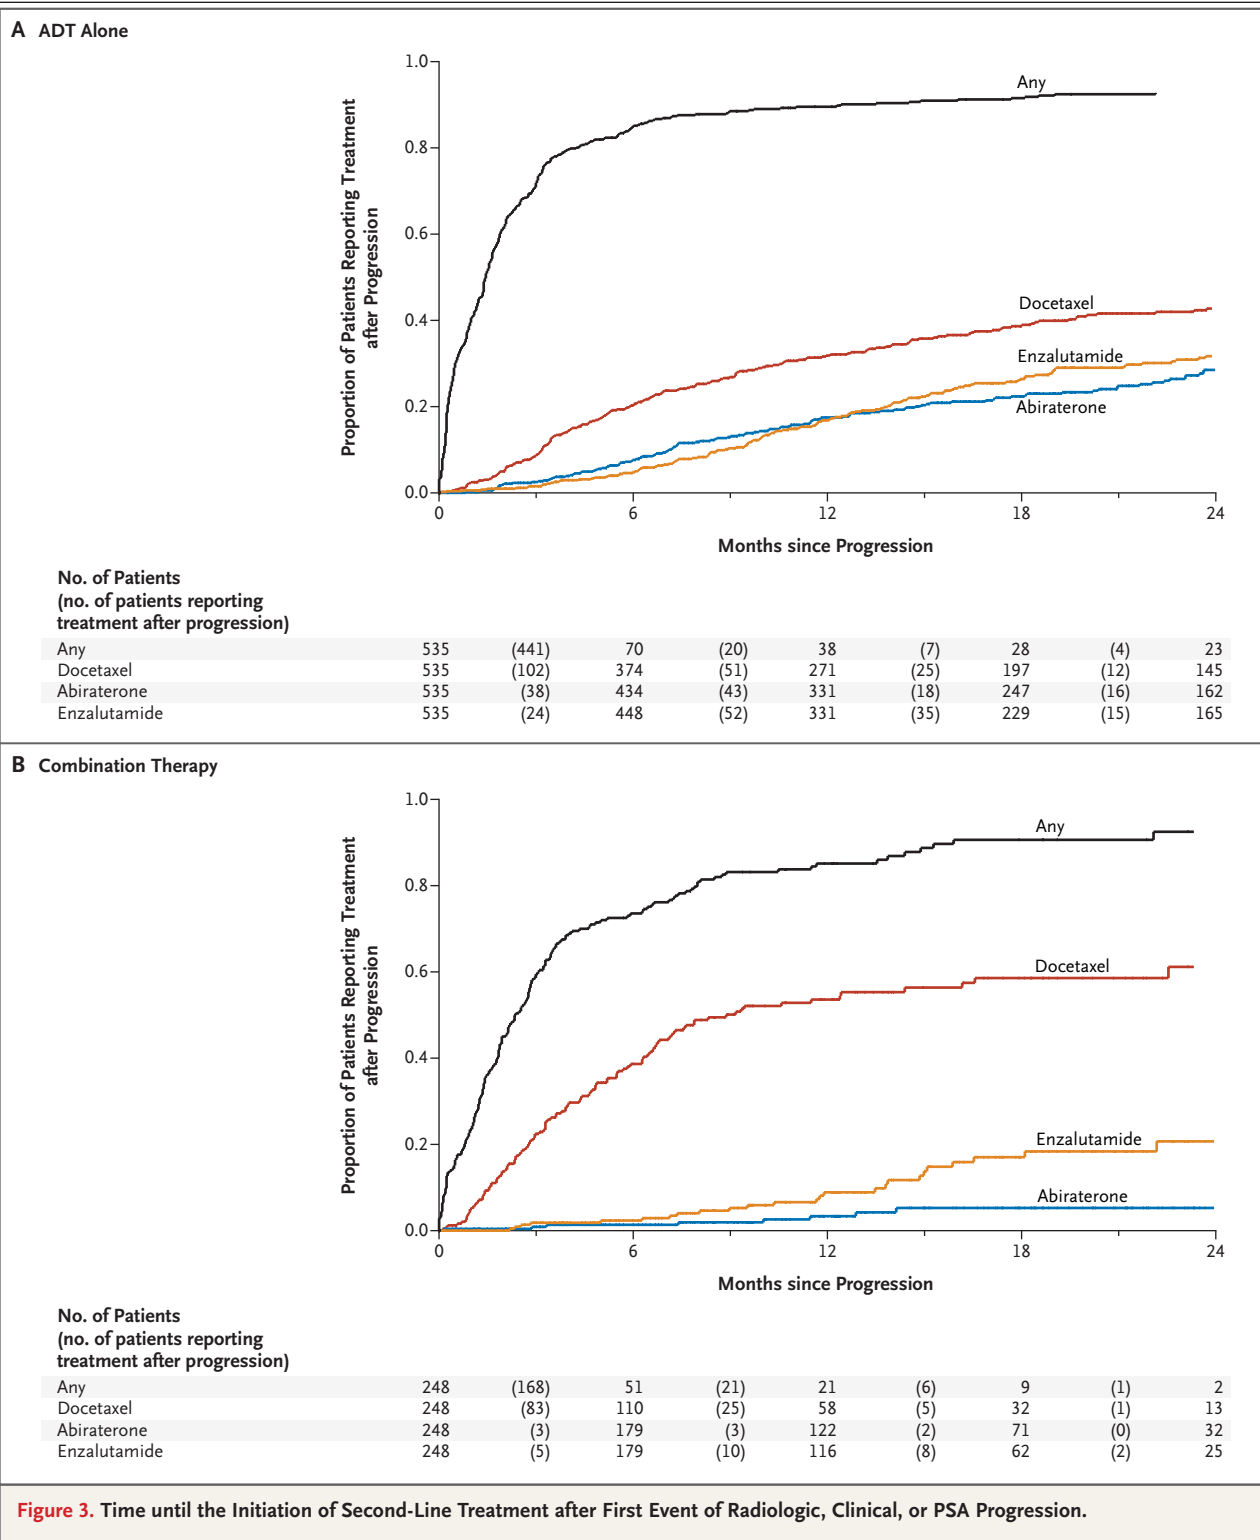 A ADT Alone
Proportion of Patients Reporting Treatment
after Progression
1.0
0.8
0.6
0.4
0.2
0.0
Any
Docetaxel
Enzalutamide
Abiraterone
0 6 12 18 24
Months since Progression
No. of Patients
(no. of patients reporting
treatment after progression)
Any 535 (441) 70 (20) 38 (7) 28 (4) 23
Docetaxel 535 (102) 374 (51) 271 (25) 197 (12) 145
Abiraterone 535 (38) 434 (43) 331 (18) 247 (16) 162
Enzalutamide 535 (24) 448 (52) 331 (35) 229 (15) 165
B Combination Therapy
Proportion of Patients Reporting Treatment
after Progression
1.0
0.8
0.6
0.4
0.2
0.0
Any
Docetaxel
Enzalutamide
Abiraterone
0 6 12 18 24
Months since Progression
No. of Patients
(no. of patients reporting
treatment after progression)
Any 248 (168) 51 (21) 21 (6) 9 (1) 2
Docetaxel 248 (83) 110 (25) 58 (5) 32 (1) 13
Abiraterone 248 (3) 179 (3) 122 (2) 71 (0) 32
Enzalutamide 248 (5) 179 (10) 116 (8) 62 (2) 25
Figure 3. Time until the Initiation of Second-Line Treatment after First Event of Radiologic, Clinical, or PSA Progression.